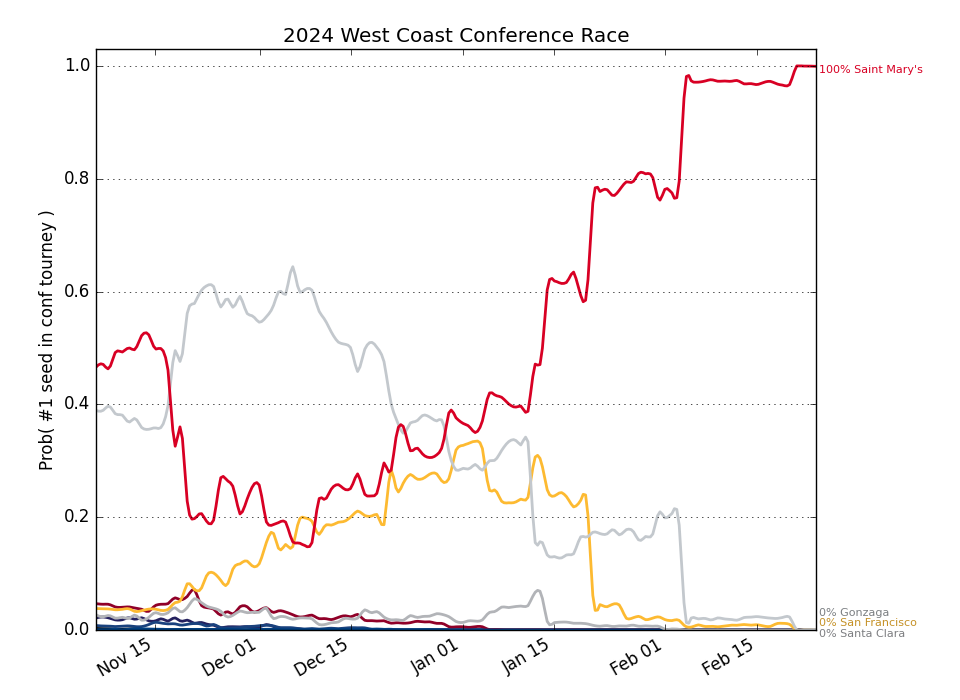 2024 West Coast Conference Race
Prob( #1 seed in conf tourney )
1.0
0.8
0.6
0.4
0.2
0.0
Nov 15
Dec 01
Dec 15
Jan 01
Jan 15
Feb 01
Feb 15
100% Saint Mary's
0% Gonzaga
0% San Francisco
0% Santa Clara